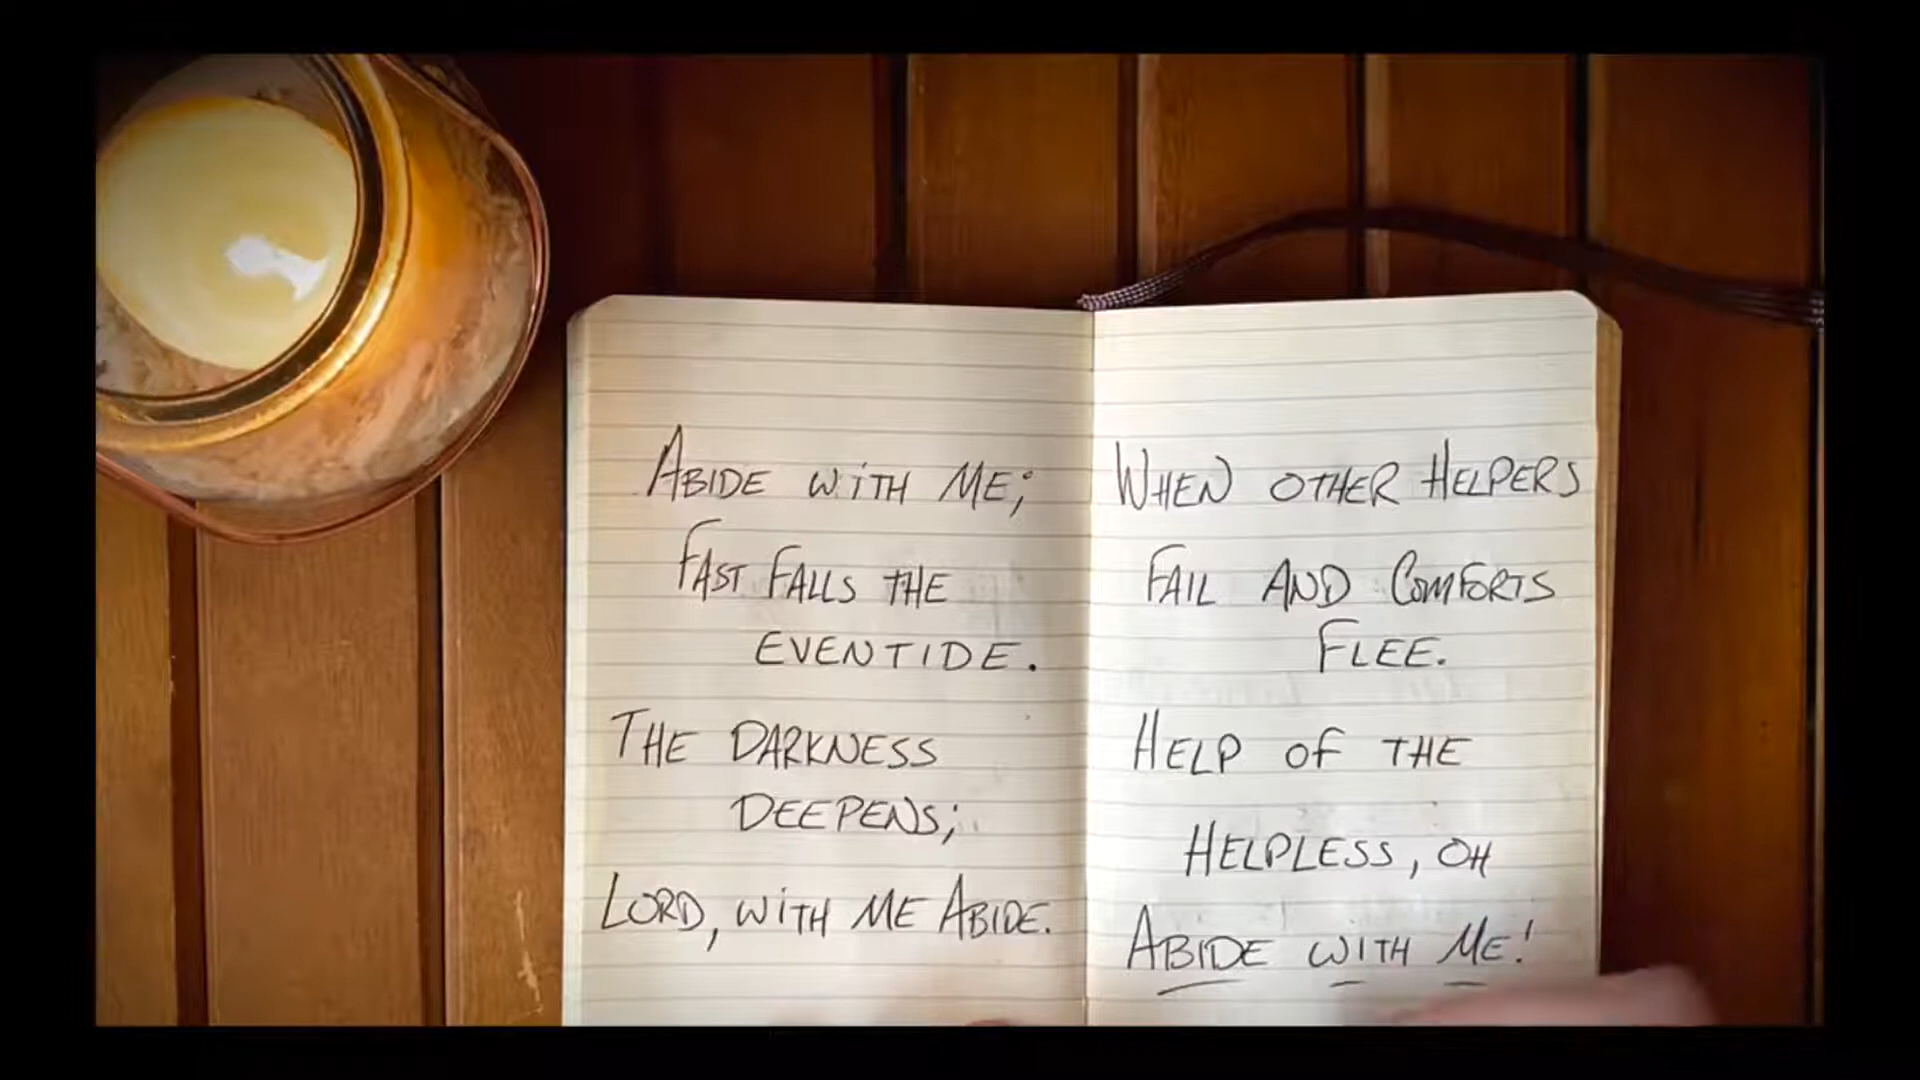 Abide with Me;
Fast Falls the
Eventide.
The Darkness
Deepens;
Lord, with Me Abide.
When other Helpers
Fail and Comforts
Flee.
Help of the
Helpless, oh
Abide with Me!